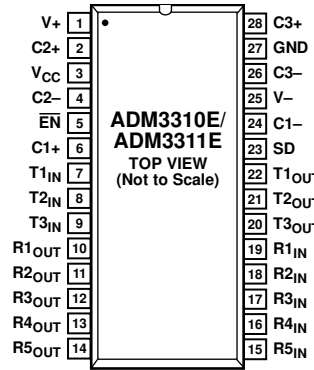 V+ 1
C2+ 2
VCC 3
C2– 4
EN 5
C1+ 6
T1IN 7
T2IN 8
T3IN 9
R1OUT 10
R2OUT 11
R3OUT 12
R4OUT 13
R5OUT 14
ADM3310E/
ADM3311E
TOP VIEW
(Not to Scale)
28 C3+
27 GND
26 C3–
25 V–
24 C1–
23 SD
22 T1OUT
21 T2OUT
20 T3OUT
19 R1IN
18 R2IN
17 R3IN
16 R4IN
15 R5IN